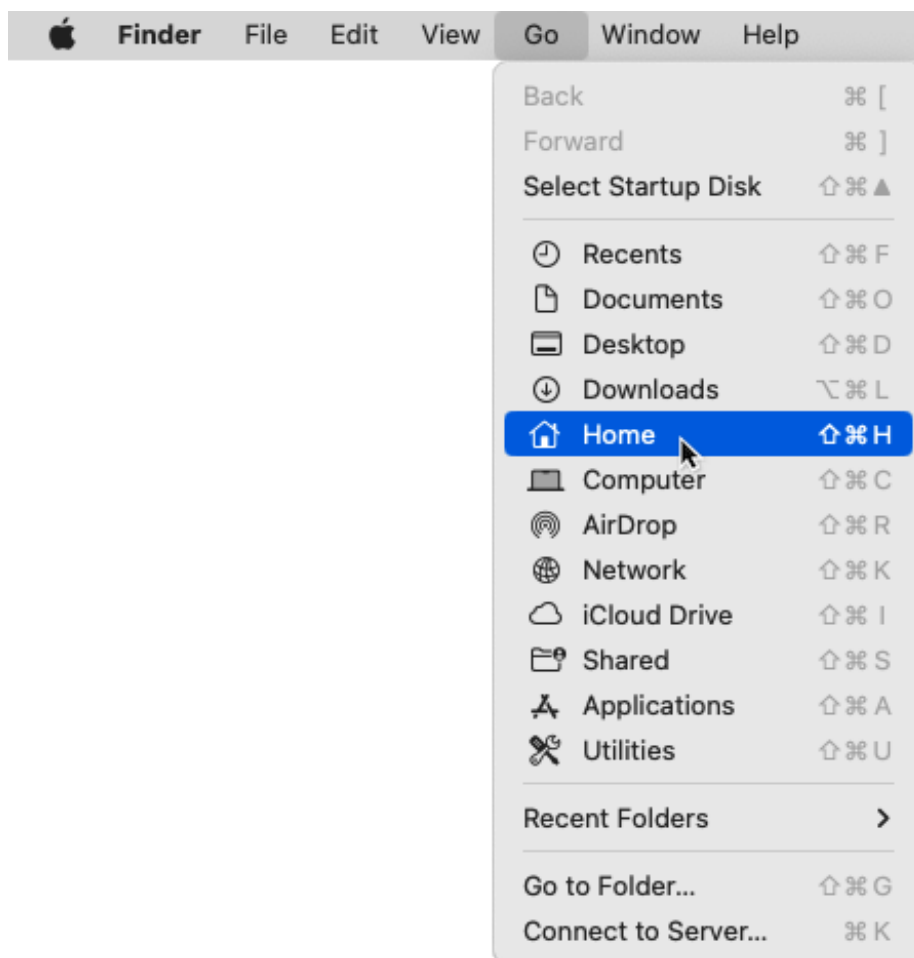 Finder File Edit View Go Window Help
Back ⌘ [
Forward ⌘ ]
Select Startup Disk ⇧⌘▲
Recents ⇧⌘F
Documents ⇧⌘O
Desktop ⇧⌘D
Downloads ⌥⌘L
Home ⇧⌘H
Computer ⇧⌘C
AirDrop ⇧⌘R
Network ⇧⌘K
iCloud Drive ⇧⌘I
Shared ⇧⌘S
Applications ⇧⌘A
Utilities ⇧⌘U
Recent Folders >
Go to Folder... ⇧⌘G
Connect to Server... ⌘K